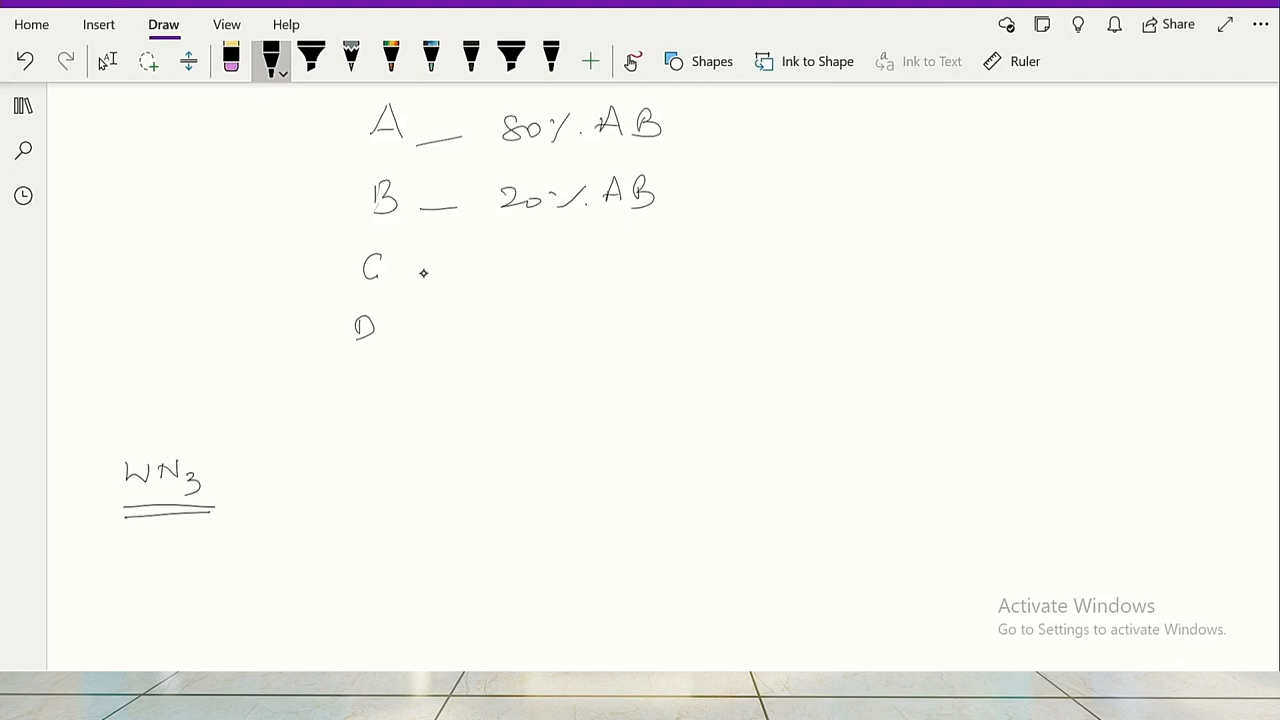 Home Insert Draw View Help Share
Shapes Ink to Shape Ink to Text Ruler
A — 80%. AB
B — 20%. AB
C
D
WN3
Activate Windows
Go to Settings to activate Windows.